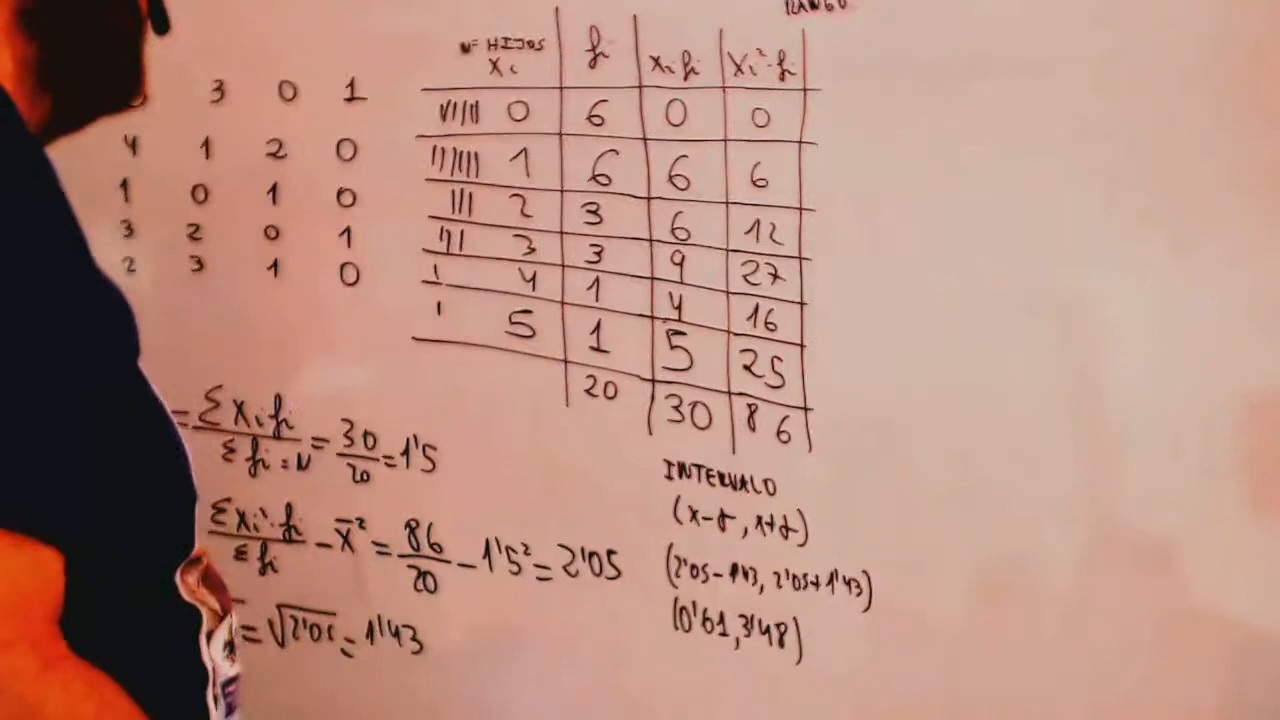 RANGO
Nº HIJOS
Xi fi Xi fi Xi²·fi
3 0 1
4 1 2 0
1 0 1 0
3 2 0 1
2 3 1 0
0 6 0 0
1 6 6 6
2 3 6 12
3 3 9 27
4 1 4 16
5 1 5 25
20 30 86
= Σ Xi fi / Σ fi = N = 30/20 = 1'5
Σ Xi²·fi / Σ fi - x̄² = 86/20 - 1'5² = 2'05
= √2'05 = 1'43
INTERVALO
(x-σ, x+σ)
(2'05-1'43, 2'05+1'43)
(0'61, 3'48)